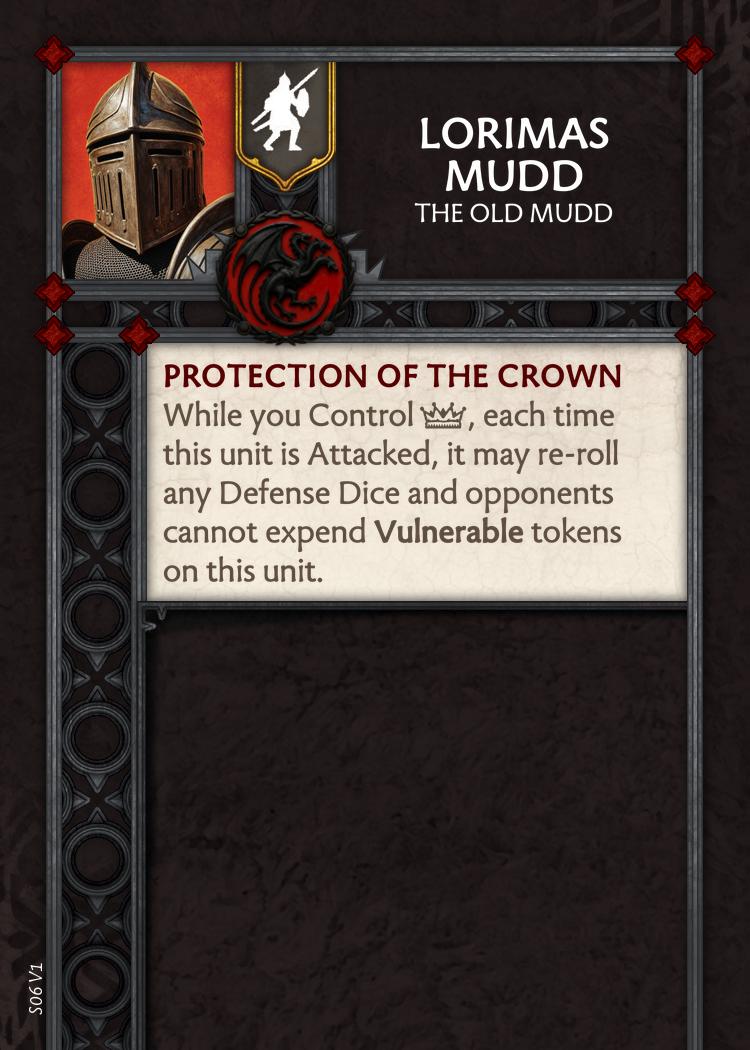 LORIMAS
MUDD
THE OLD MUDD
PROTECTION OF THE CROWN
While you Control , each time
this unit is Attacked, it may re-roll
any Defense Dice and opponents
cannot expend Vulnerable tokens
on this unit.
S06 V1